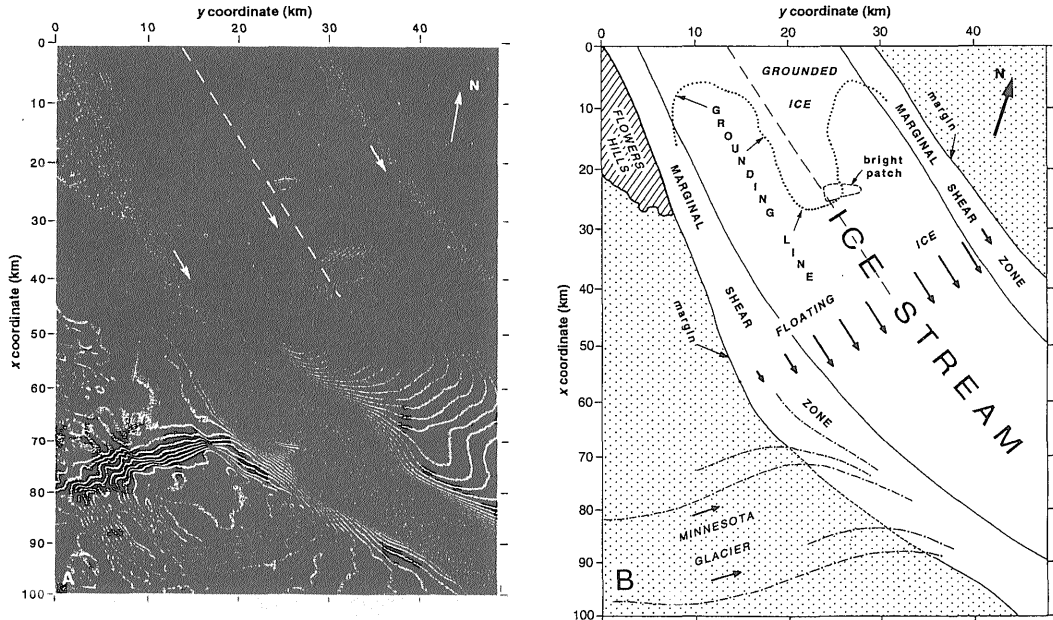 y coordinate (km)
0 10 20 30 40
x coordinate (km)
0
10
20
30
40
50
60
70
80
90
100
N
A
y coordinate (km)
0 10 20 30 40
x coordinate (km)
0
10
20
30
40
50
60
70
80
90
100
N
FLOWERS
HILLS
GROUNDED
ICE
GROUNDING LINE
bright
patch
margin
MARGINAL
SHEAR
ZONE
MARGINAL
SHEAR
ZONE
margin
FLOATING
ICE
ICE STREAM
MINNESOTA
GLACIER
B